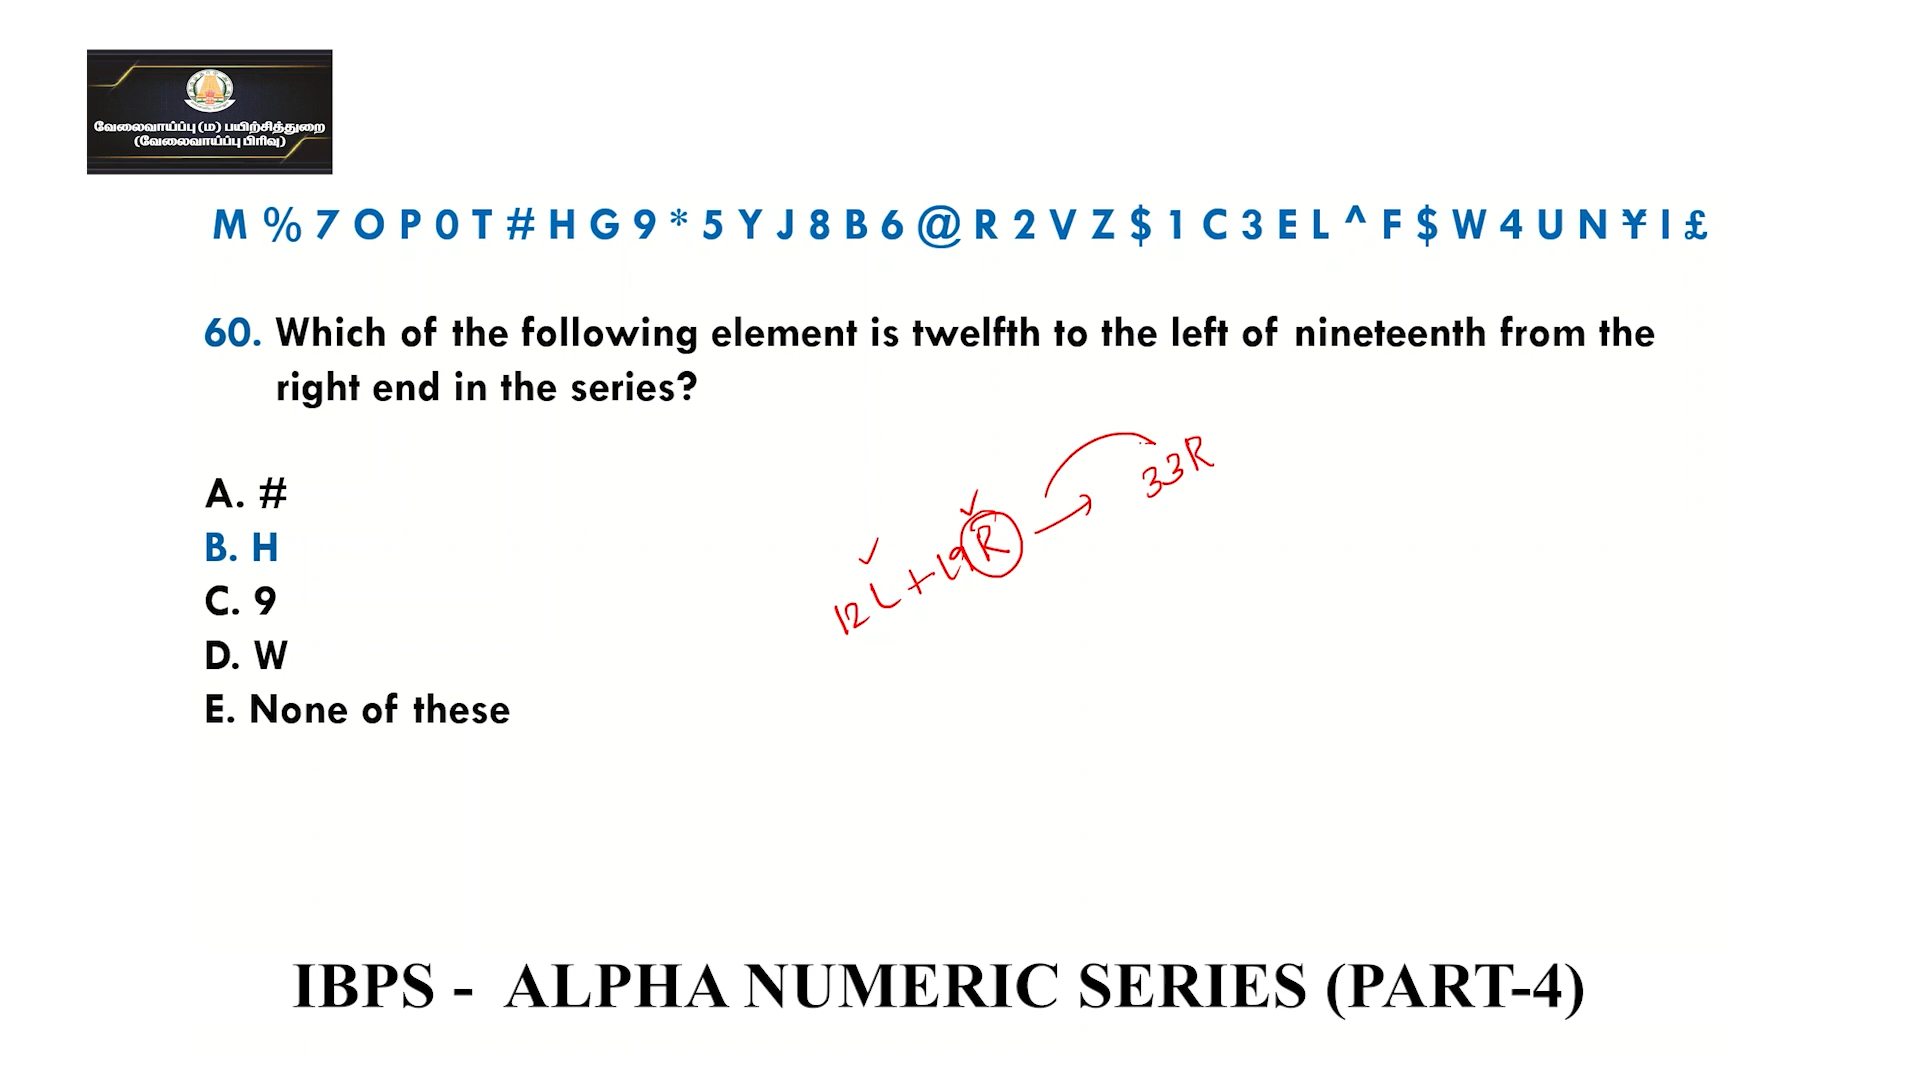 வேலைவாய்ப்பு (ம) பயிற்சித்துறை
(வேலைவாய்ப்பு பிரிவு)
M % 7 O P 0 T # H G 9 * 5 Y J 8 B 6 @ R 2 V Z $ 1 C 3 E L ^ F $ W 4 U N ¥ I £
60. Which of the following element is twelfth to the left of nineteenth from the
right end in the series?
A. #
B. H
C. 9
D. W
E. None of these
12 L + 19 R → 33R
IBPS - ALPHA NUMERIC SERIES (PART-4)